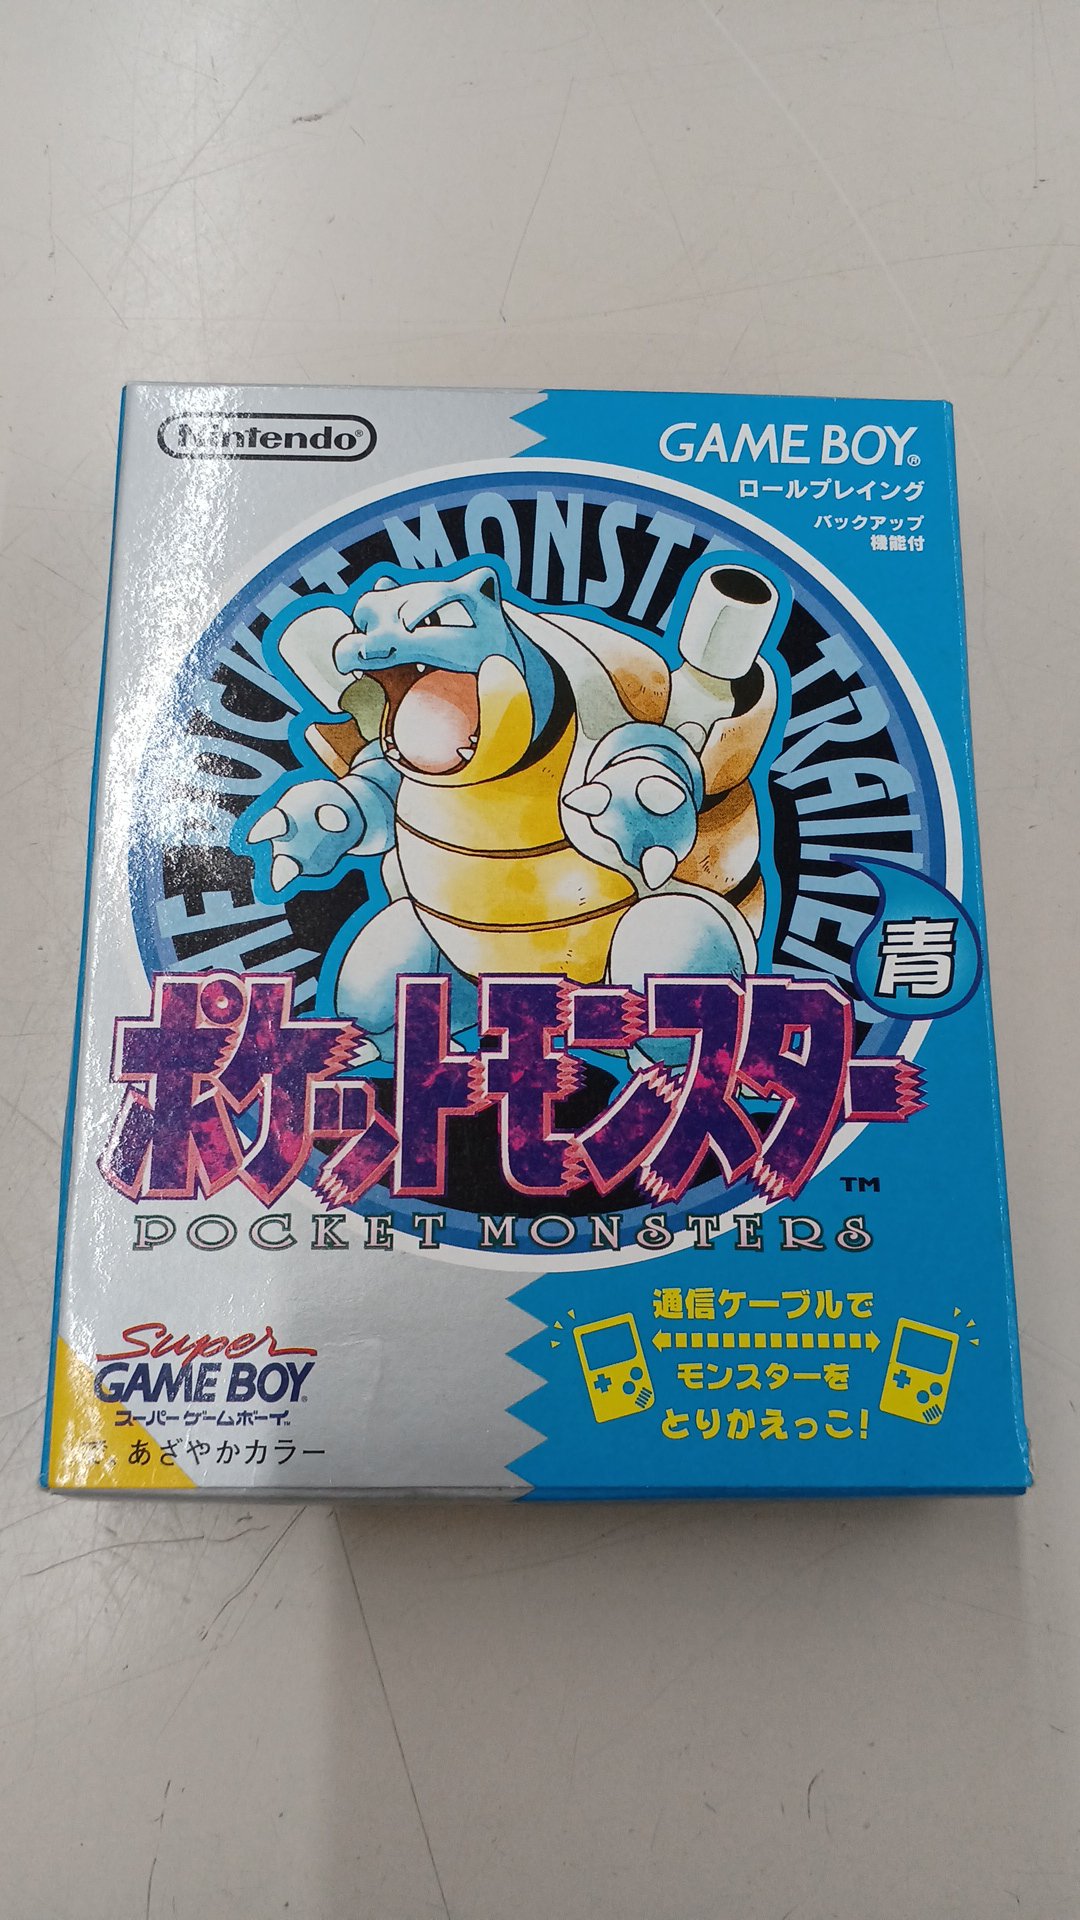 Nintendo®
GAME BOY®
ロールプレイング
バックアップ
機能付
THE POCKET MONSTER TRAINER
青
ポケットモンスター
TM
POCKET MONSTERS
通信ケーブルで
モンスターを
とりかえっこ!
Super
GAME BOY
スーパーゲームボーイ
で、あざやかカラー